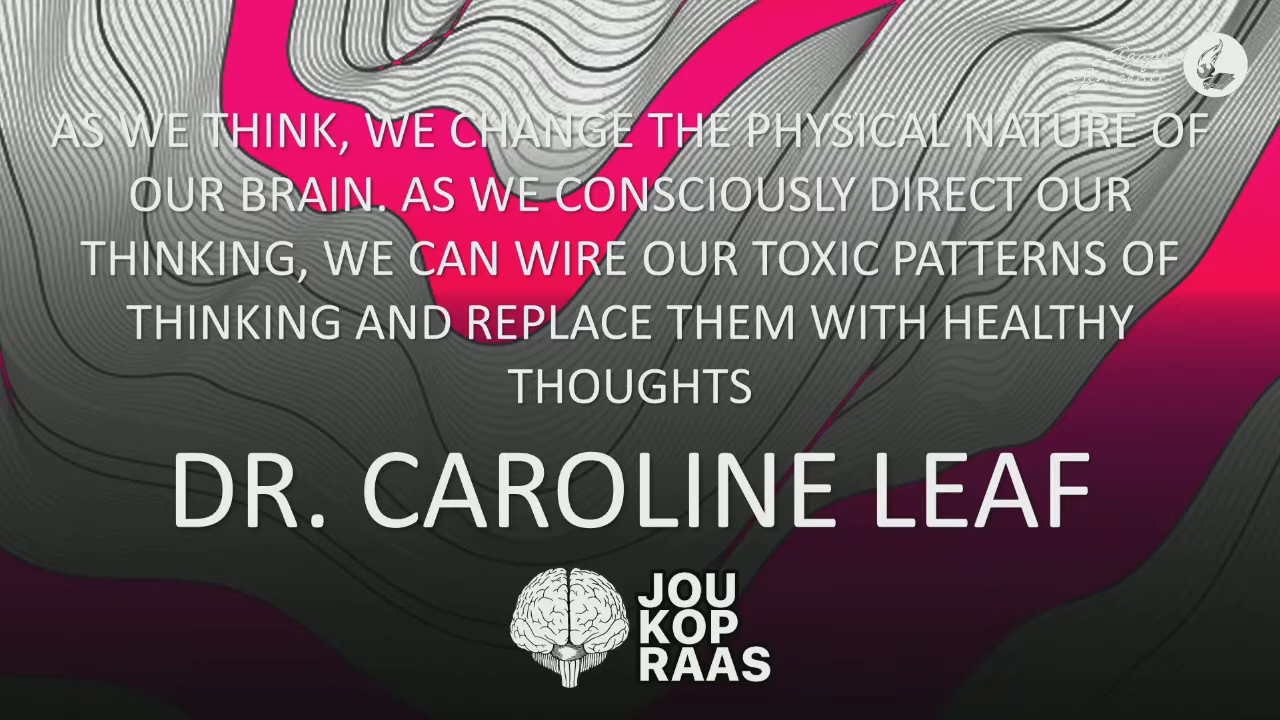 AS WE THINK, WE CHANGE THE PHYSICAL NATURE OF
OUR BRAIN. AS WE CONSCIOUSLY DIRECT OUR
THINKING, WE CAN WIRE OUR TOXIC PATTERNS OF
THINKING AND REPLACE THEM WITH HEALTHY
THOUGHTS
DR. CAROLINE LEAF
JOU
KOP
RAAS